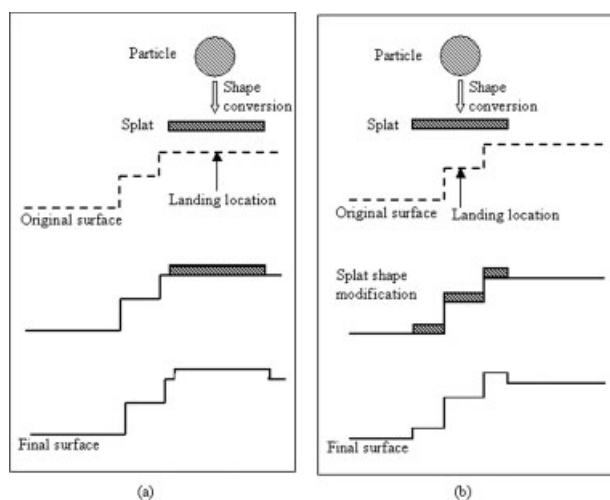 Particle
Shape
conversion
Splat
Landing location
Original surface
Final surface
(a)
Particle
Shape
conversion
Splat
Original surface
Landing location
Splat shape
modification
Final surface
(b)